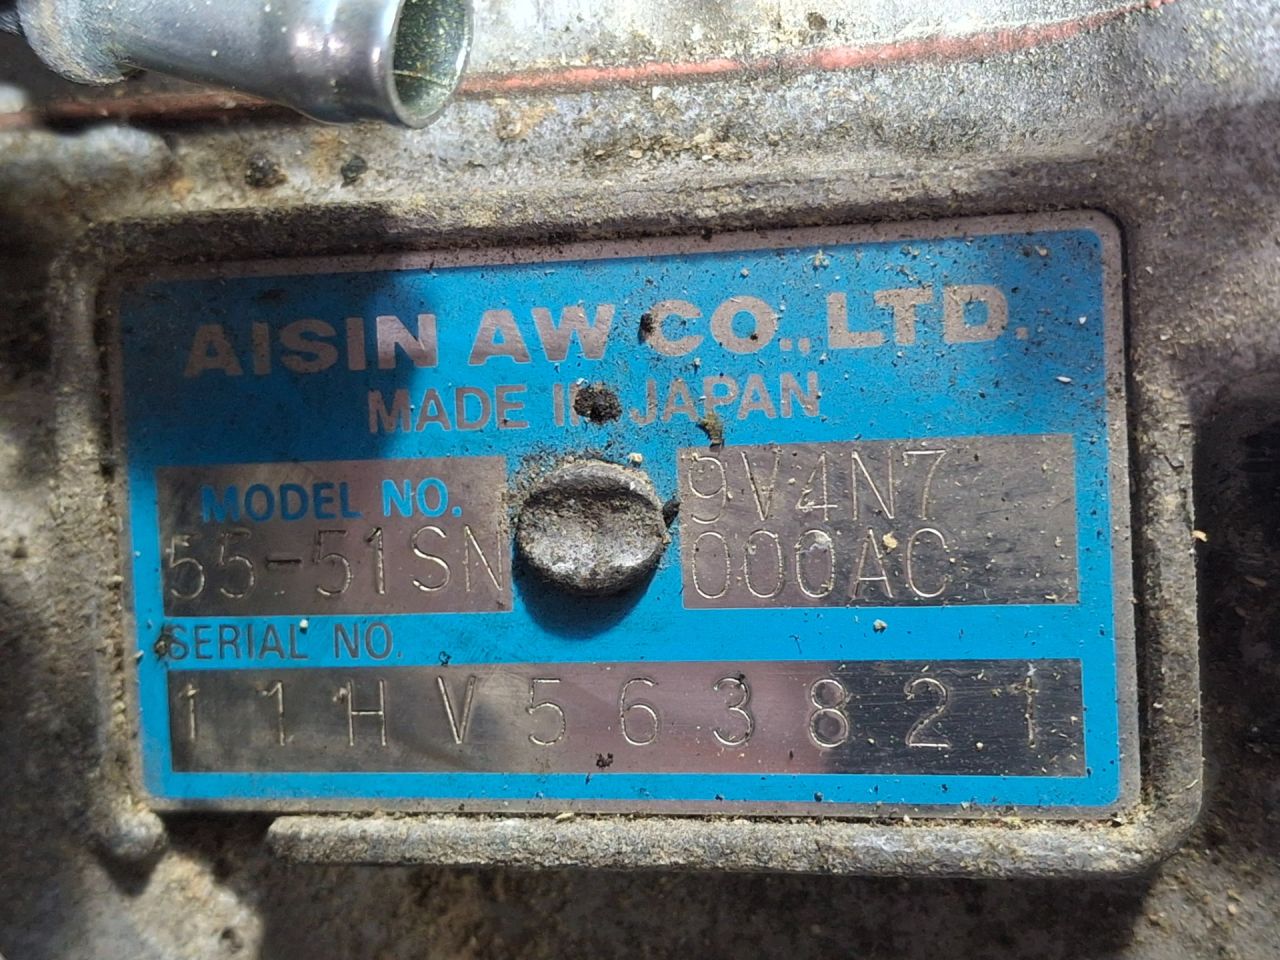 AISIN AW CO., LTD.
MADE IN JAPAN
MODEL NO.
55-51SN
9V4N7
000AC
SERIAL NO.
11HV563821